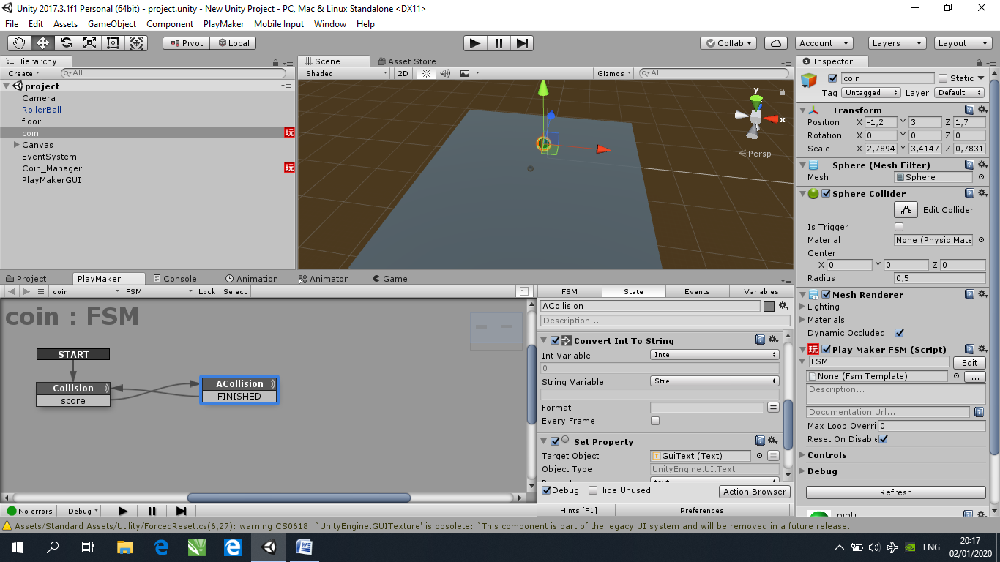 Unity 2017.3.1f1 Personal (64bit) - project.unity - New Unity Project - PC, Mac & Linux Standalone <DX11>
File Edit Assets GameObject Component PlayMaker Mobile Input Window Help
Pivot Local Collab Account Layers Layout
Hierarchy
Create All
project
Camera
RollerBall
floor
coin 玩
Canvas
EventSystem
Coin_Manager 玩
PlayMakerGUI
Scene Asset Store
Shaded 2D Gizmos All
y
x
Persp
Inspector
coin Static
Tag Untagged Layer Default
Transform
Position X -1,2 Y 3 Z 1,7
Rotation X 0 Y 0 Z 0
Scale X 2,7894 Y 3,4147 Z 0,7831
Sphere (Mesh Filter)
Mesh Sphere
Sphere Collider
Edit Collider
Is Trigger
Material None (Physic Mate
Center
X 0 Y 0 Z 0
Radius 0,5
Mesh Renderer
Lighting
Materials
Dynamic Occluded
玩 Play Maker FSM (Script)
FSM Edit
None (Fsm Template) ...
Description...
Documentation Url...
Max Loop Overri 0
Reset On Disable
Controls
Debug
Refresh
Project PlayMaker Console Animation Animator Game
coin FSM Lock Select
coin : FSM
START
Collision
score
ACollision
FINISHED
FSM State Events Variables
ACollision
Description...
Convert Int To String
Int Variable Inte
0
String Variable Stre
Format
Every Frame
Set Property
Target Object GuiText (Text)
Object Type UnityEngine.UI.Text
Debug Hide Unused Action Browser
Hints [F1] Preferences
No errors Debug
Assets/Standard Assets/Utility/ForcedReset.cs(6,27): warning CS0618: `UnityEngine.GUITexture' is obsolete: `This component is part of the legacy UI system and will be removed in a future release.'
ENG
20:17
02/01/2020